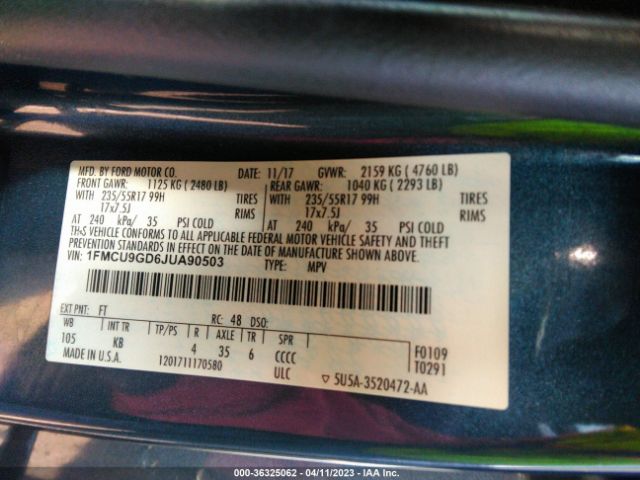 MFD. BY FORD MOTOR CO.
DATE: 11/17 GVWR: 2159 KG ( 4760 LB)
FRONT GAWR: 1125 KG ( 2480 LB)
REAR GAWR: 1040 KG ( 2293 LB)
WITH 235/55R17 99H TIRES
WITH 235/55R17 99H TIRES
17x7.5J RIMS
17x7.5J RIMS
AT 240 kPa/ 35 PSI COLD
AT 240 kPa/ 35 PSI COLD
THIS VEHICLE CONFORMS TO ALL APPLICABLE FEDERAL MOTOR VEHICLE SAFETY AND THEFT
PREVENTION STANDARDS IN EFFECT ON THE DATE OF MANUFACTURE SHOWN ABOVE.
VIN: 1FMCU9GD6JUA90503
TYPE: MPV
EXT PNT: FT RC: 48 DSO:
WB INT TR TP/PS R AXLE TR SPR
105 KB 4 35 6 CCCC F0109
MADE IN U.S.A. 1201711170580 ULC T0291
▽ 5U5A-3520472-AA
000-36325062 - 04/11/2023 - IAA Inc.